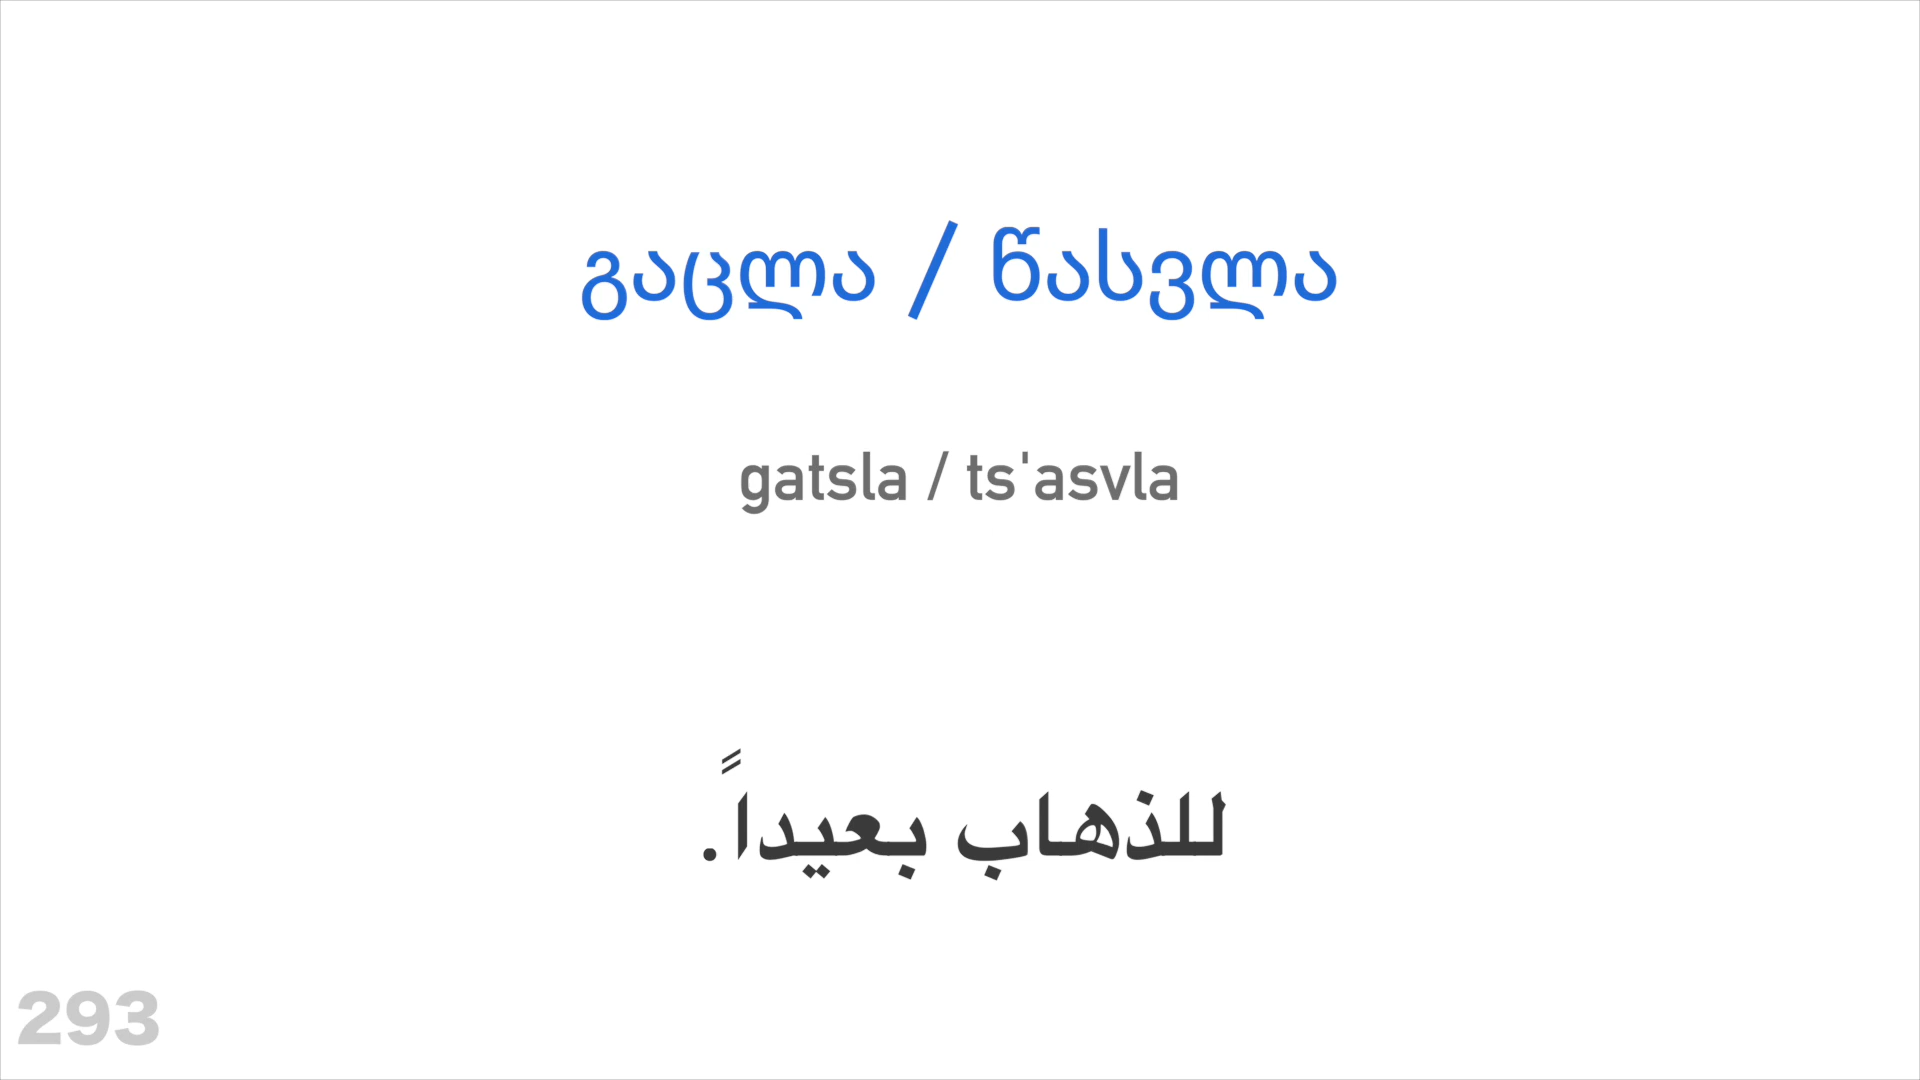 გაცლა / წასვლა
gatsla / ts'asvla
للذهاب بعيداً.
293